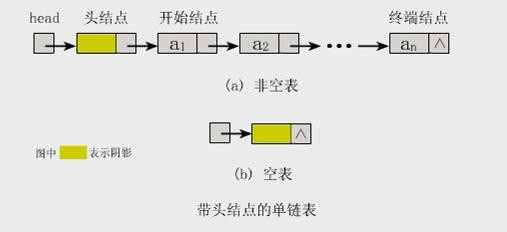 head 头结点 开始结点 终端结点
a1 a2 ••• an ∧
(a) 非空表
∧
图中 表示阴影
(b) 空表
带头结点的单链表